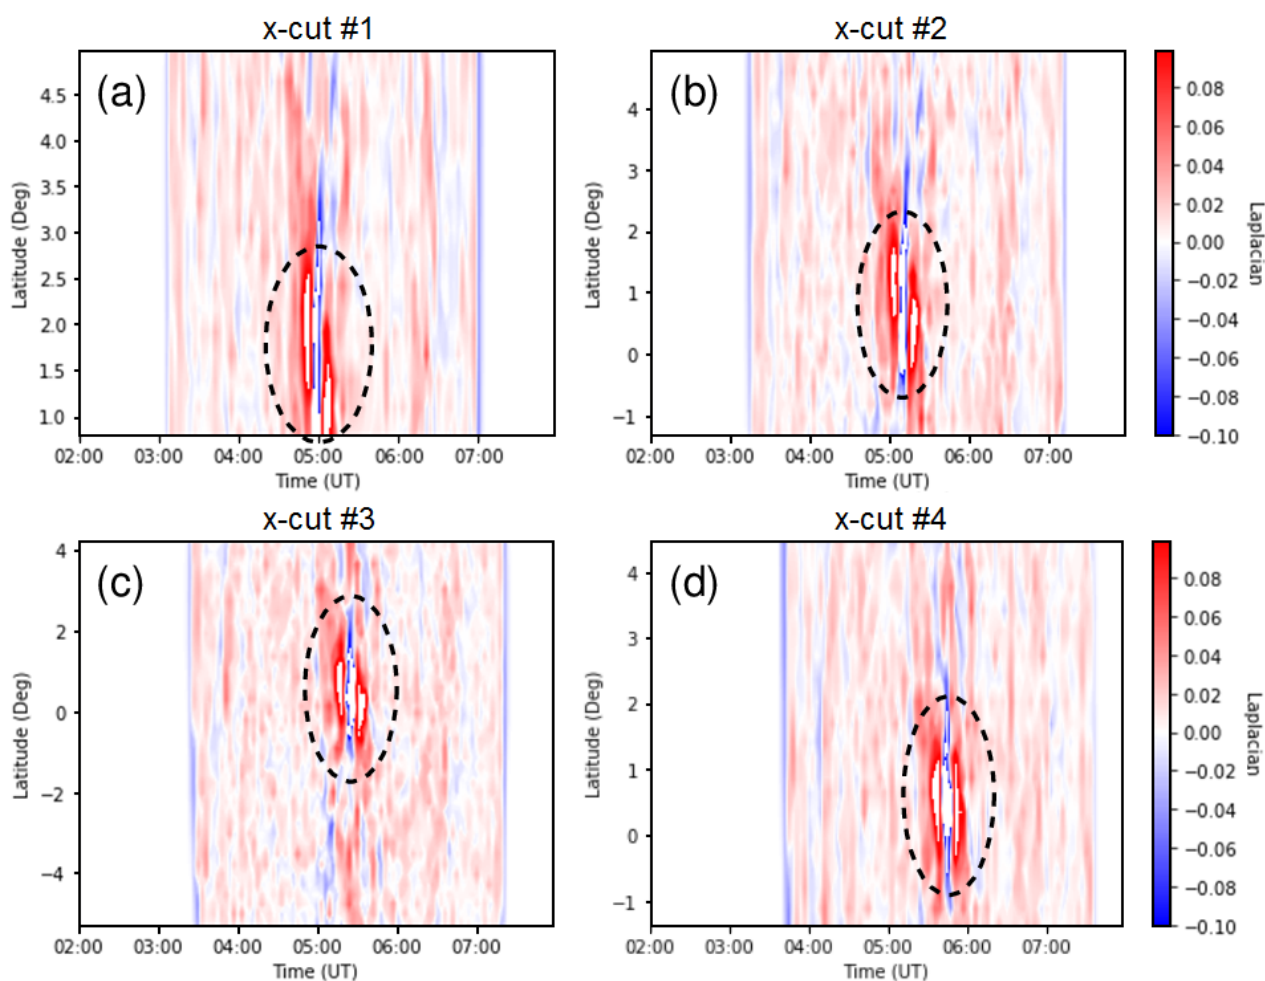 x-cut #1
(a)
Latitude (Deg)
4.5
4.0
3.5
3.0
2.5
2.0
1.5
1.0
02:00 03:00 04:00 05:00 06:00 07:00
Time (UT)
x-cut #2
(b)
Latitude (Deg)
4
3
2
1
0
−1
02:00 03:00 04:00 05:00 06:00 07:00
Time (UT)
0.08
0.06
0.04
0.02
0.00
−0.02
−0.04
−0.06
−0.08
−0.10
Laplacian
x-cut #3
(c)
Latitude (Deg)
4
2
0
−2
−4
02:00 03:00 04:00 05:00 06:00 07:00
Time (UT)
x-cut #4
(d)
Latitude (Deg)
4
3
2
1
0
−1
02:00 03:00 04:00 05:00 06:00 07:00
Time (UT)
0.08
0.06
0.04
0.02
0.00
−0.02
−0.04
−0.06
−0.08
−0.10
Laplacian